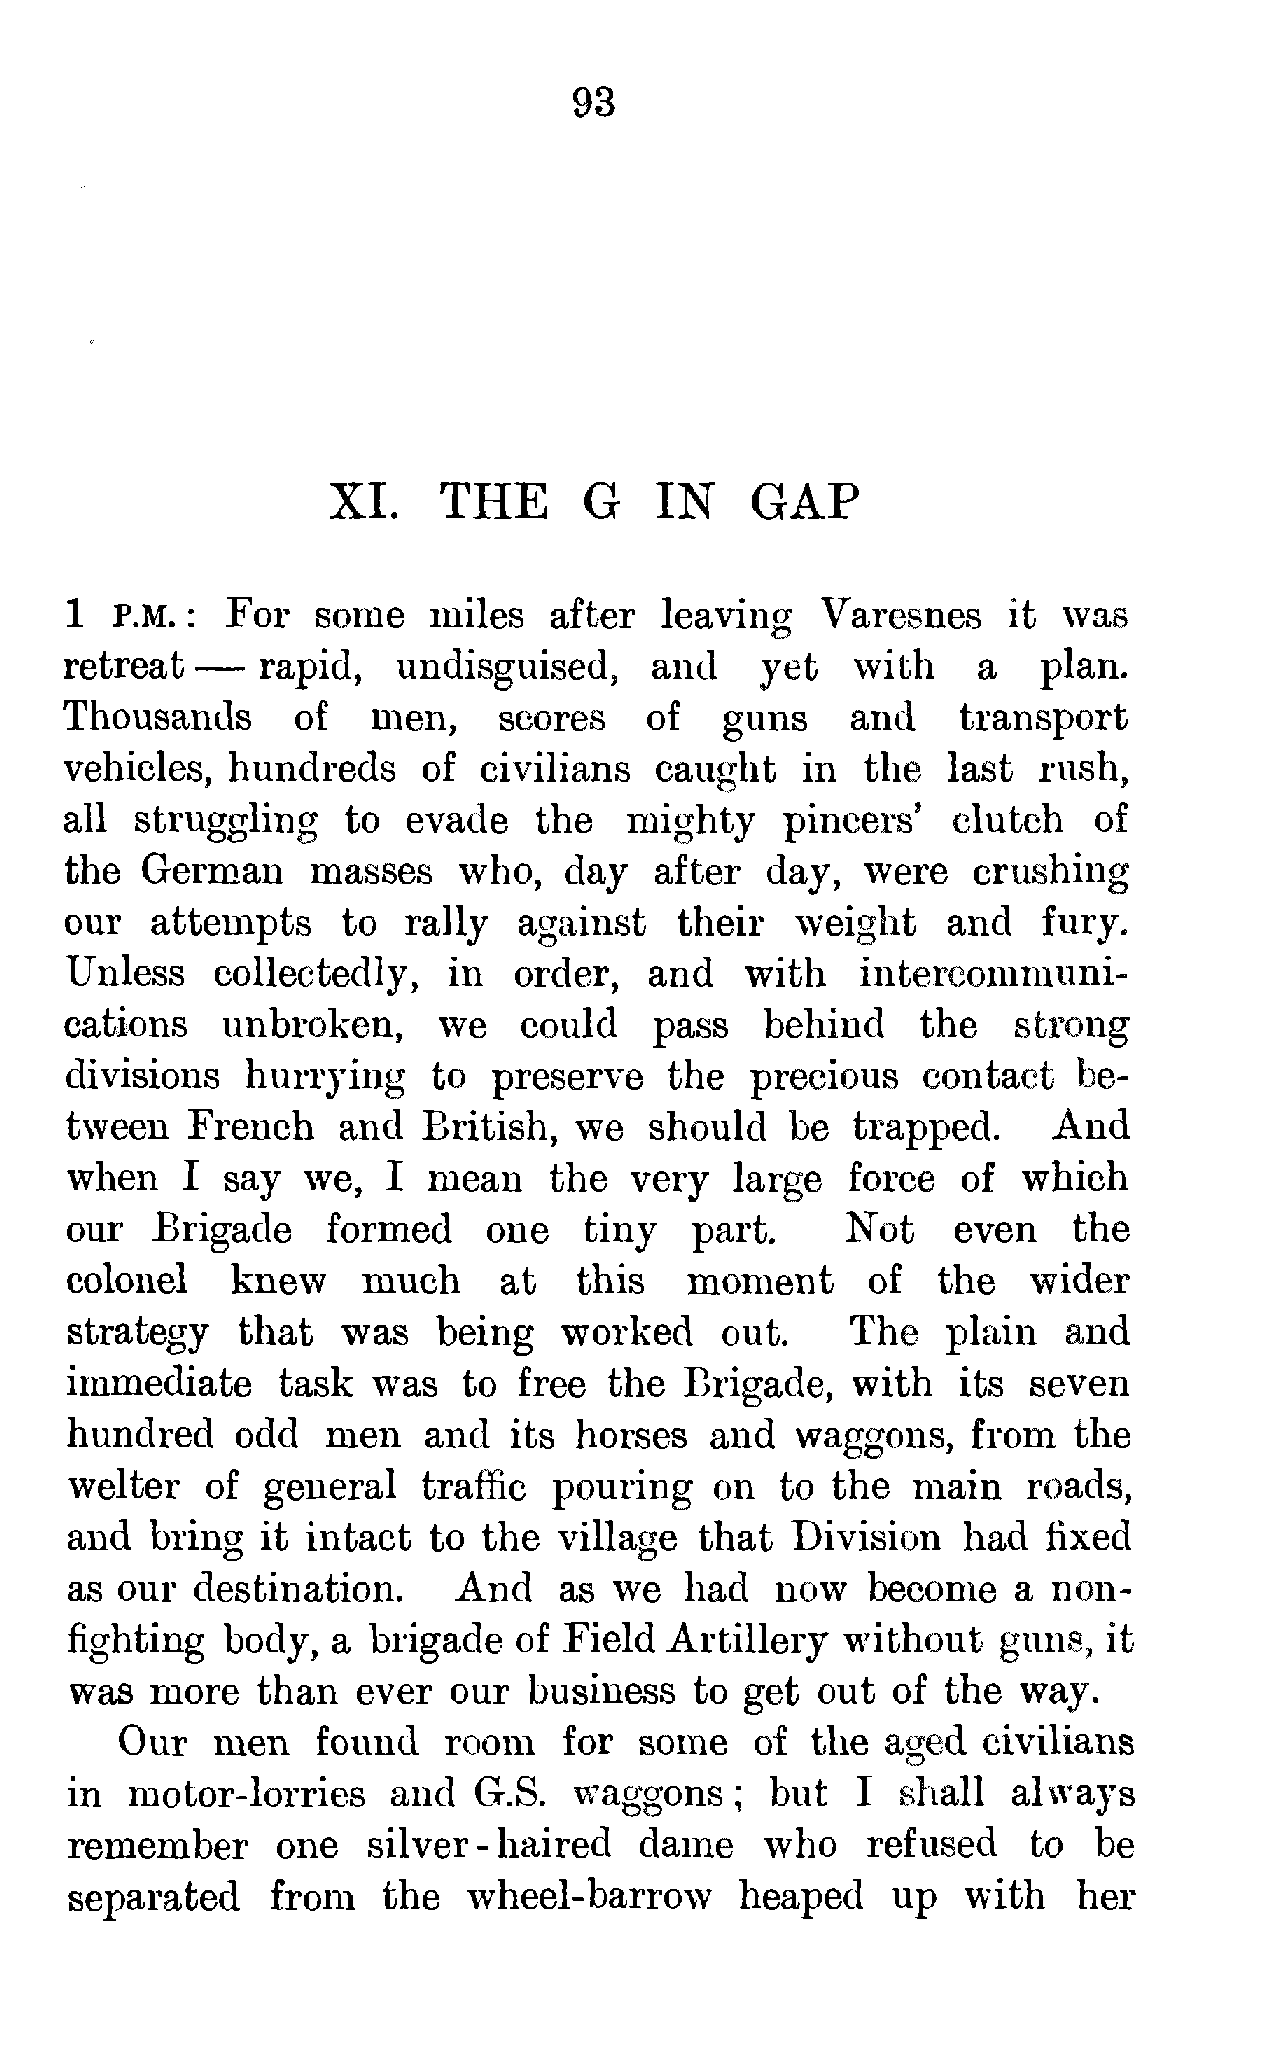 93
XI. THE G IN GAP
1 P.M.: For some miles after leaving Varesnes it was
retreat — rapid, undisguised, and yet with a plan.
Thousands of men, scores of guns and transport
vehicles, hundreds of civilians caught in the last rush,
all struggling to evade the mighty pincers' clutch of
the German masses who, day after day, were crushing
our attempts to rally against their weight and fury.
Unless collectedly, in order, and with intercommuni-
cations unbroken, we could pass behind the strong
divisions hurrying to preserve the precious contact be-
tween French and British, we should be trapped. And
when I say we, I mean the very large force of which
our Brigade formed one tiny part. Not even the
colonel knew much at this moment of the wider
strategy that was being worked out. The plain and
immediate task was to free the Brigade, with its seven
hundred odd men and its horses and waggons, from the
welter of general traffic pouring on to the main roads,
and bring it intact to the village that Division had fixed
as our destination. And as we had now become a non-
fighting body, a brigade of Field Artillery without guns, it
was more than ever our business to get out of the way.
Our men found room for some of the aged civilians
in motor-lorries and G.S. waggons; but I shall always
remember one silver-haired dame who refused to be
separated from the wheel-barrow heaped up with her